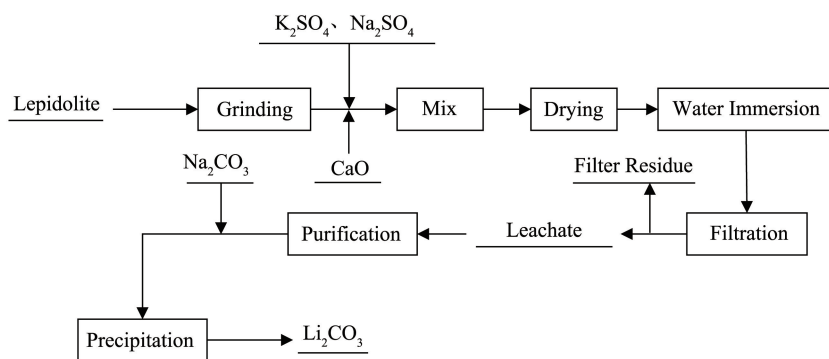 K₂SO₄、Na₂SO₄
Lepidolite
Grinding
Mix
Drying
Water Immersion
Na₂CO₃
CaO
Filter Residue
Purification
Leachate
Filtration
Precipitation
Li₂CO₃